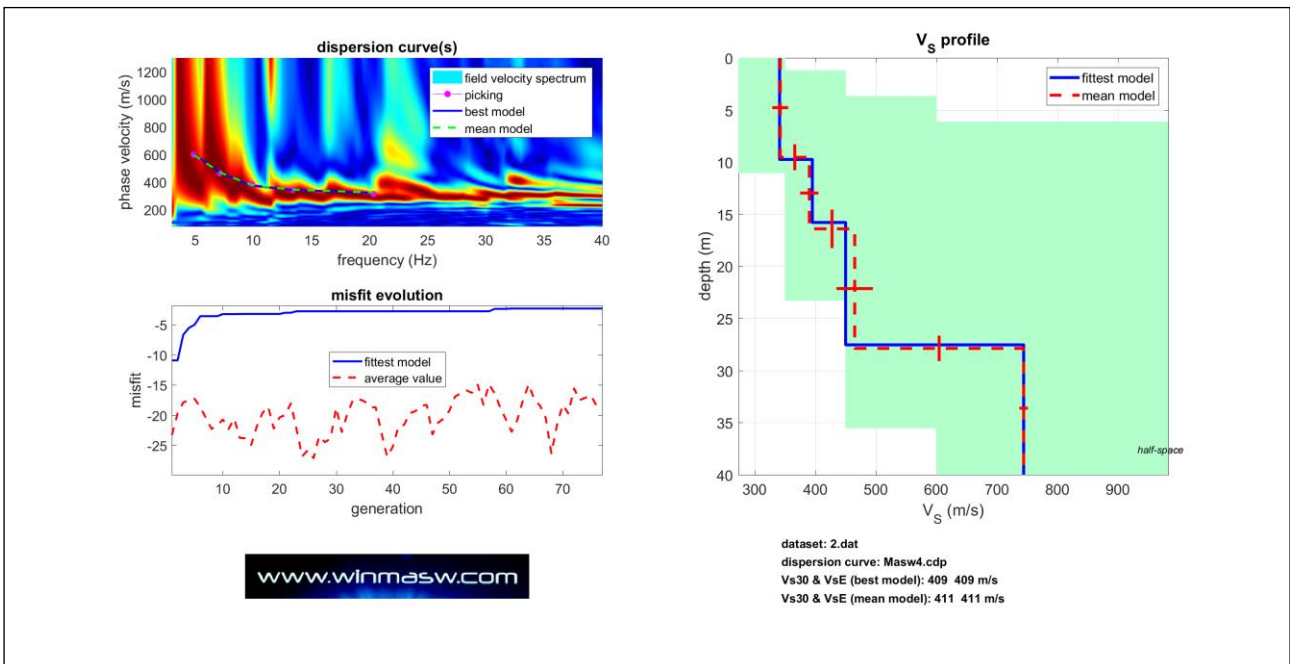 dispersion curve(s)
1200
1000
800
600
400
200
phase velocity (m/s)
field velocity spectrum
picking
best model
mean model
5 10 15 20 25 30 35 40
frequency (Hz)
misfit evolution
-5
-10
-15
-20
-25
misfit
fittest model
average value
10 20 30 40 50 60 70
generation
www.winmasw.com
VS profile
0
5
10
15
20
25
30
35
40
depth (m)
fittest model
mean model
half-space
300 400 500 600 700 800 900
VS (m/s)
dataset: 2.dat
dispersion curve: Masw4.cdp
Vs30 & VsE (best model): 409 409 m/s
Vs30 & VsE (mean model): 411 411 m/s